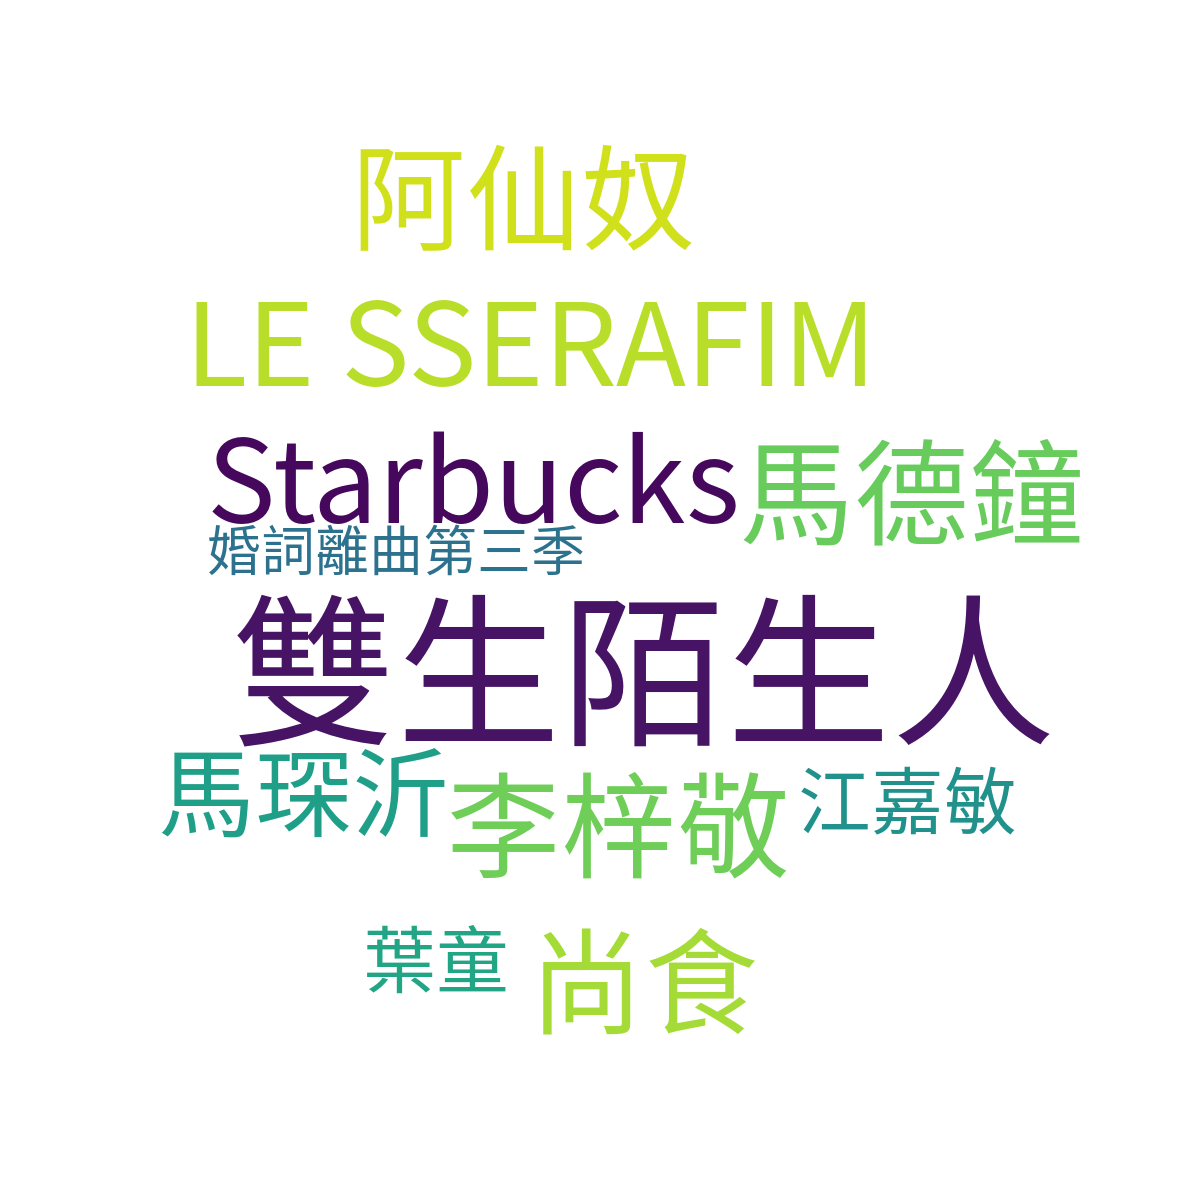 阿仙奴
LE SSERAFIM
Starbucks
馬德鐘
婚詞離曲第三季
雙生陌生人
馬琛沂
李梓敬
江嘉敏
葉童
尚食